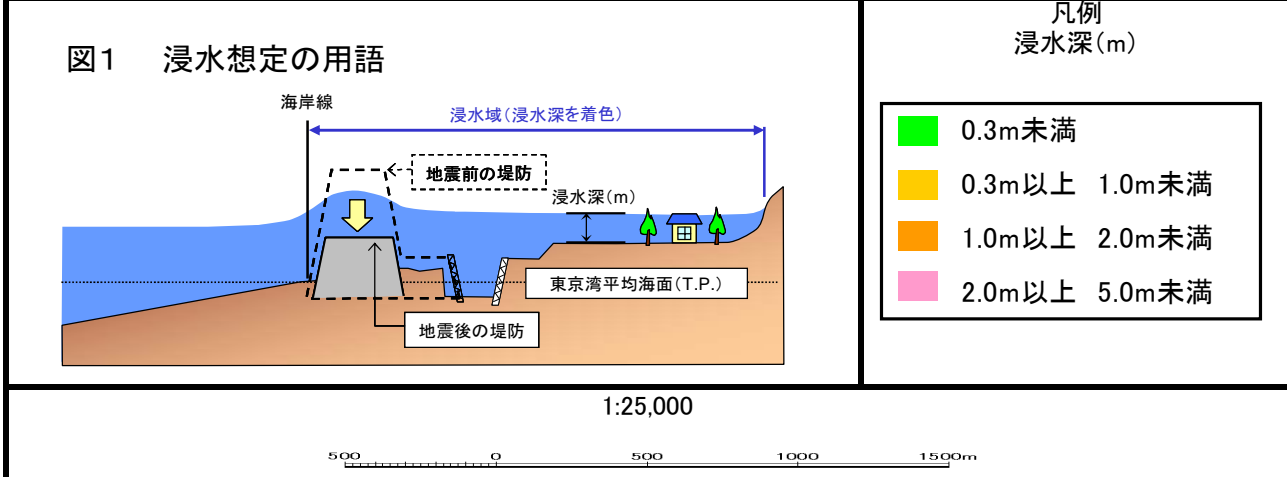 図1 浸水想定の用語
海岸線
浸水域(浸水深を着色)
地震前の堤防
浸水深(m)
東京湾平均海面(T.P.)
地震後の堤防
凡例
浸水深(m)
0.3m未満
0.3m以上 1.0m未満
1.0m以上 2.0m未満
2.0m以上 5.0m未満
1:25,000
500 0 500 1000 1500m